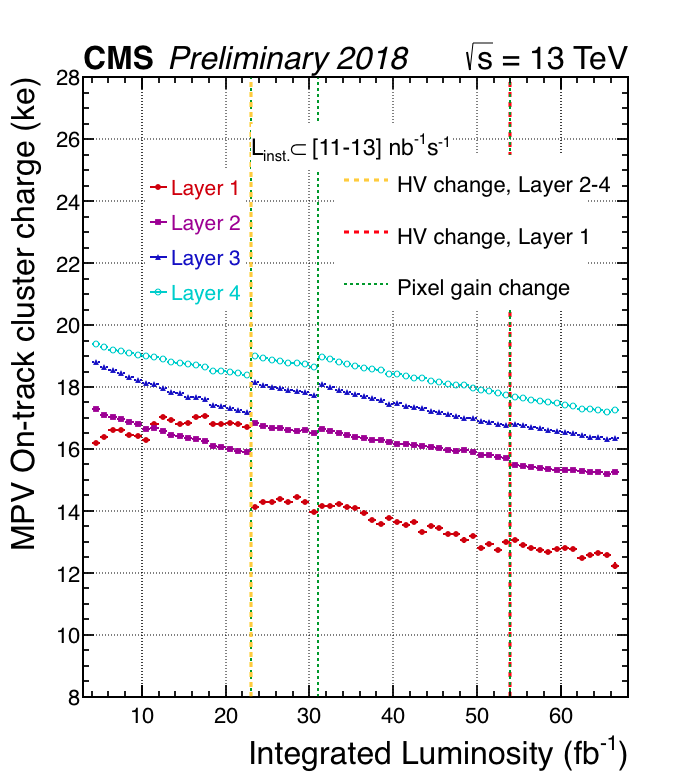 CMS Preliminary 2018 √s = 13 TeV
MPV On-track cluster charge (ke)
28
26
24
22
20
18
16
14
12
10
8
L_inst.⊂ [11-13] nb⁻¹s⁻¹
Layer 1
Layer 2
Layer 3
Layer 4
HV change, Layer 2-4
HV change, Layer 1
Pixel gain change
10 20 30 40 50 60
Integrated Luminosity (fb⁻¹)